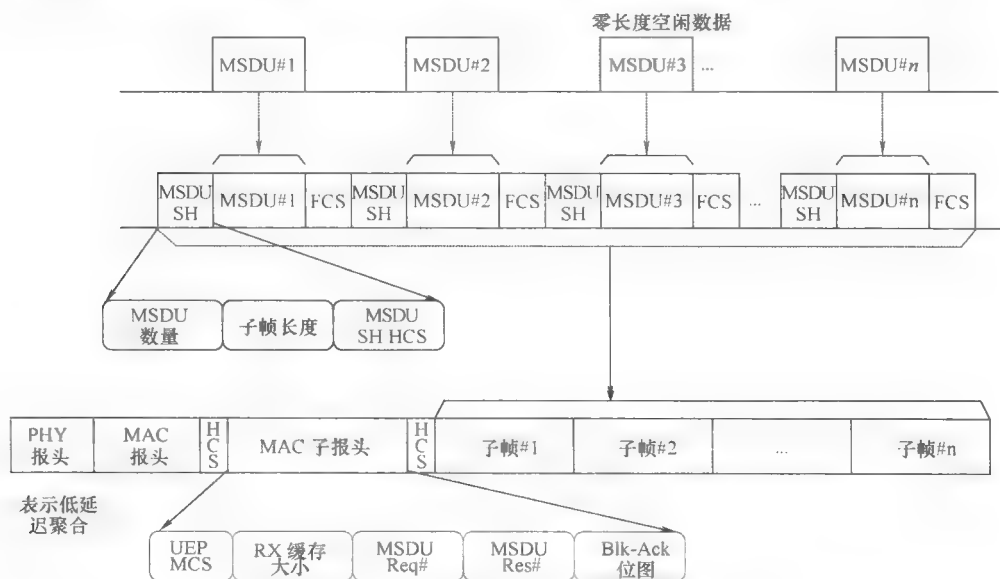 零长度空闲数据
MSDU#1
MSDU#2
MSDU#3
...
MSDU#n
MSDU
SH
MSDU#1
FCS
MSDU
SH
MSDU#2
FCS
MSDU
SH
MSDU#3
FCS
...
MSDU
SH
MSDU#n
FCS
MSDU
数量
子帧长度
MSDU
SH HCS
PHY
报头
MAC
报头
HCS
MAC 子报头
HCS
子帧#1
子帧#2
...
子帧#n
表示低延
迟聚合
UEP
MCS
RX 缓存
大小
MSDU
Req#
MSDU
Res#
Blk-Ack
位图